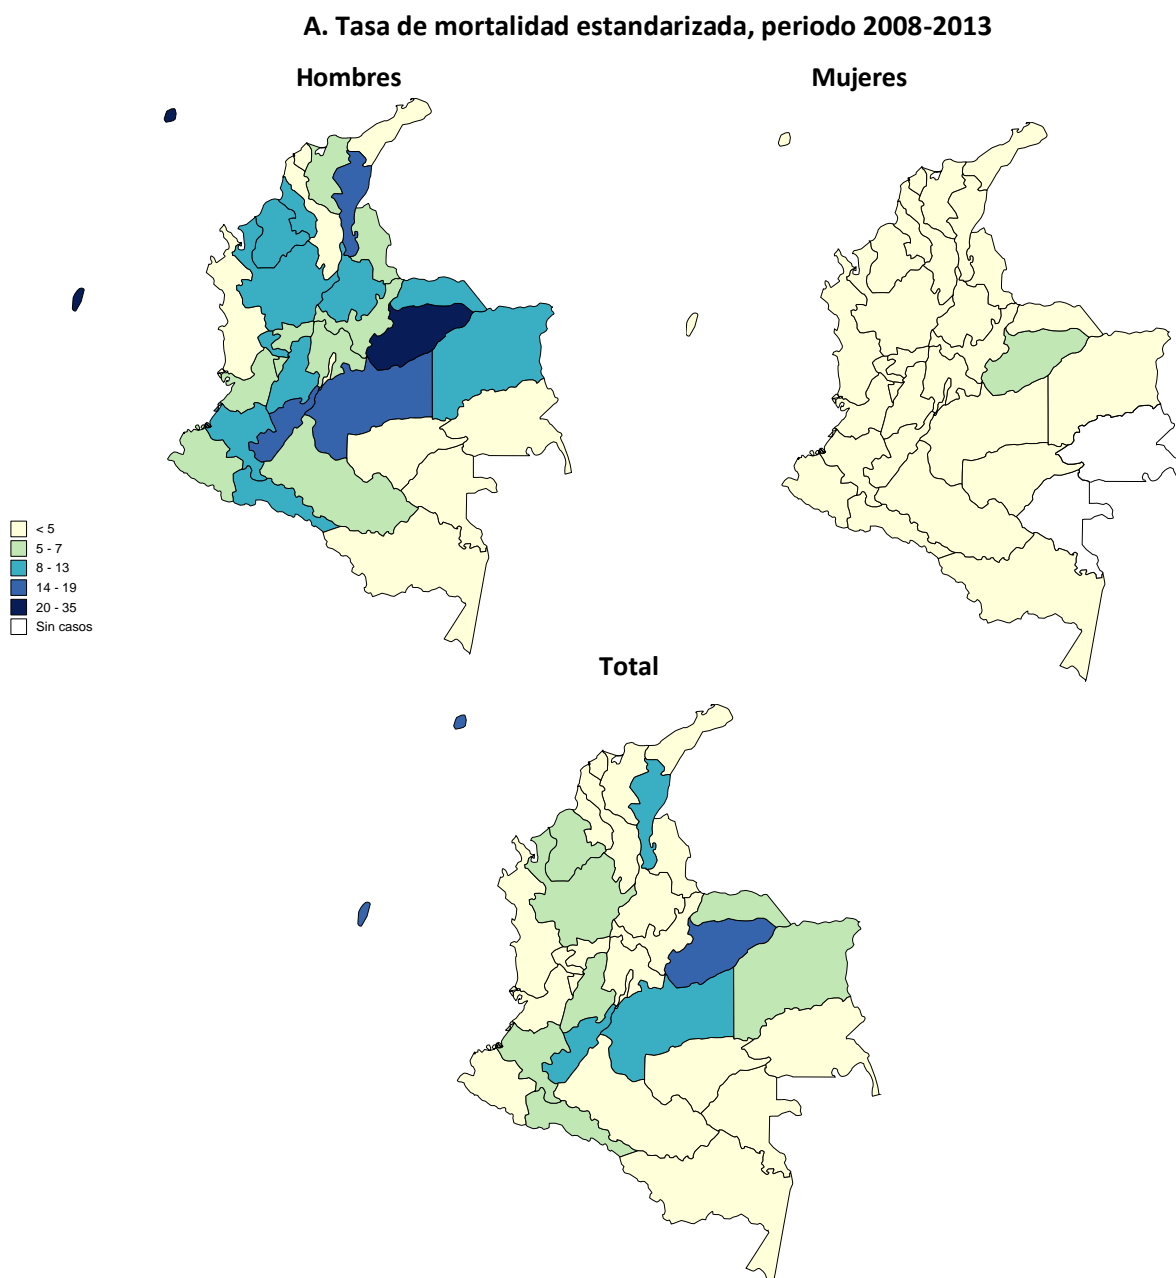 A. Tasa de mortalidad estandarizada, periodo 2008-2013
Hombres
Mujeres
< 5
5 - 7
8 - 13
14 - 19
20 - 35
Sin casos
Total